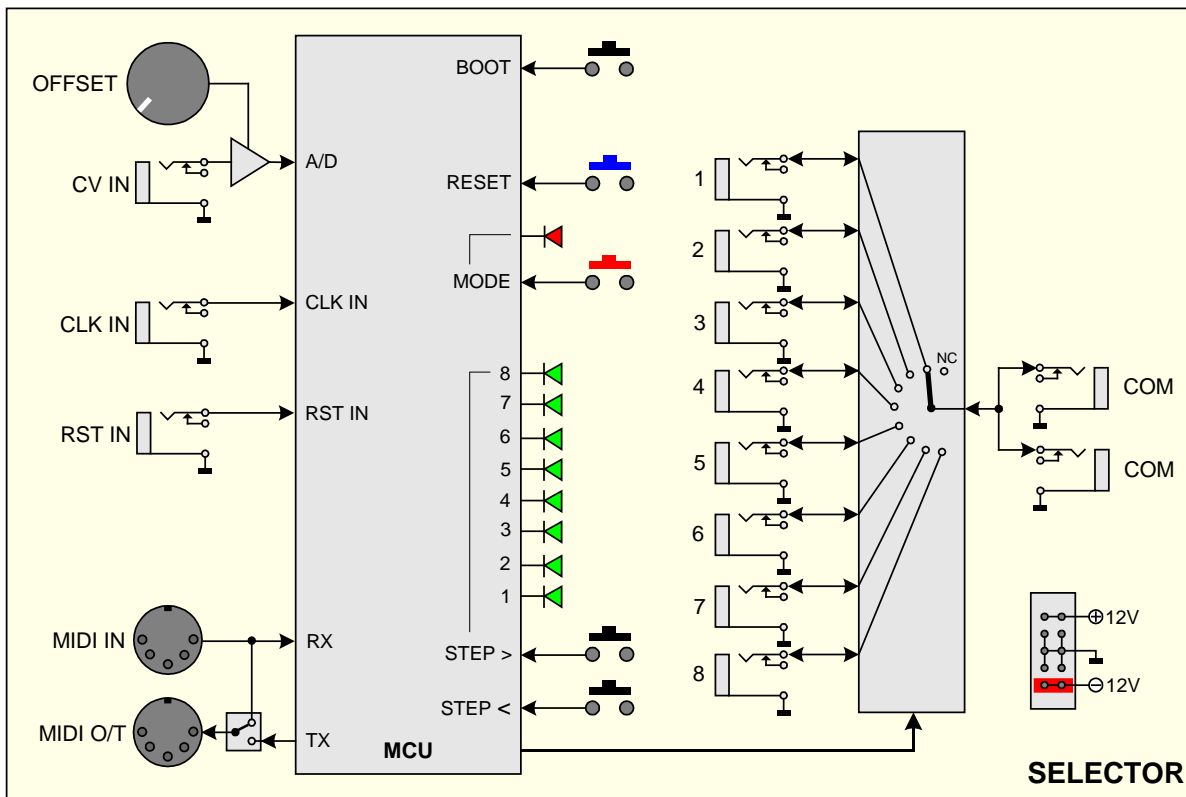 OFFSET
CV IN
CLK IN
RST IN
MIDI IN
MIDI O/T
A/D
CLK IN
RST IN
RX
TX
BOOT
RESET
MODE
8
7
6
5
4
3
2
1
STEP >
STEP <
MCU
1
2
3
4
5
6
7
8
NC
COM
COM
+12V
−12V
SELECTOR